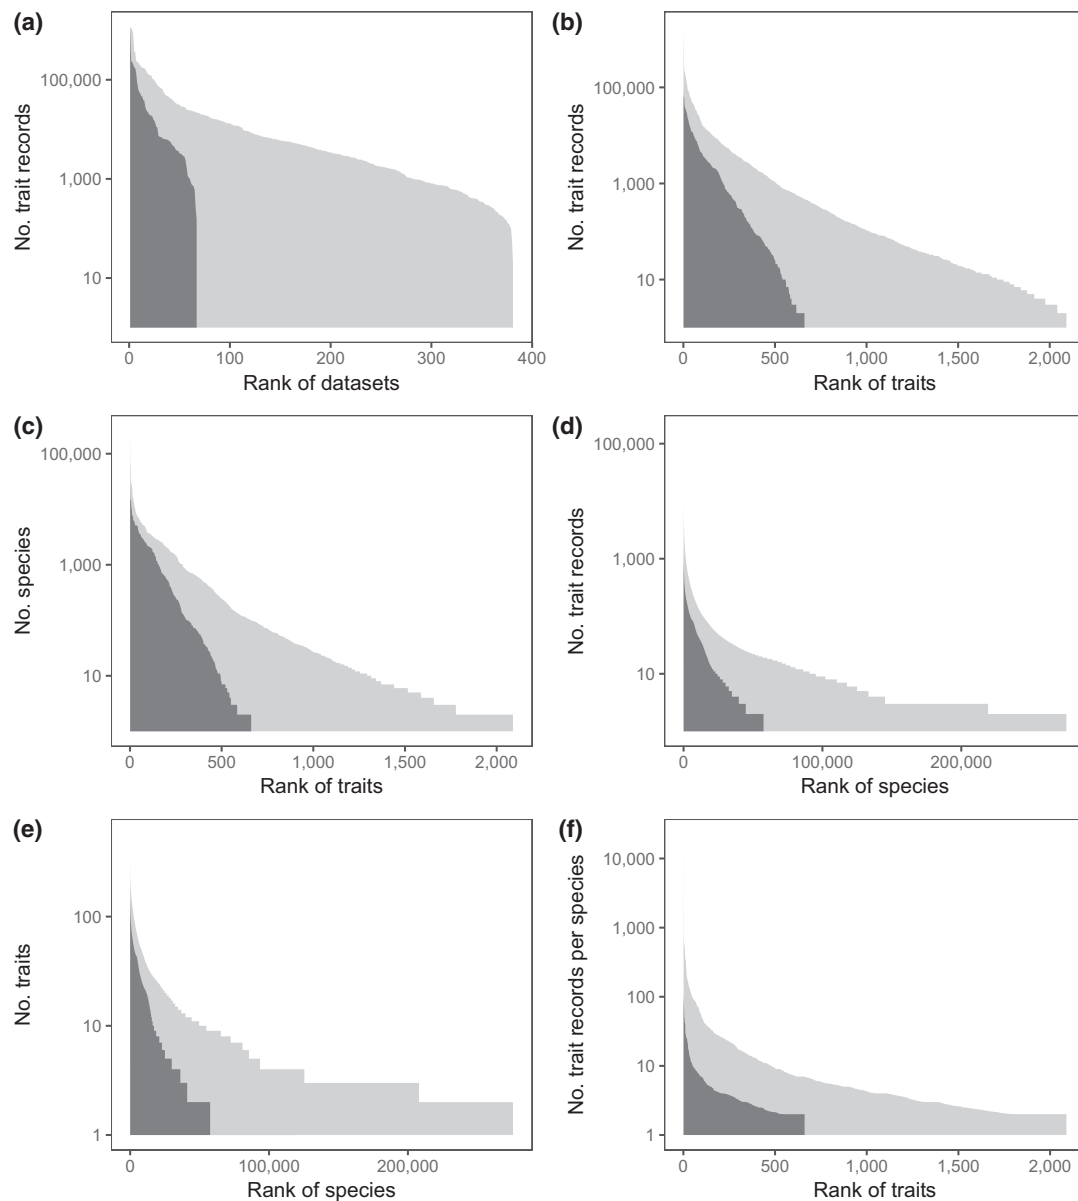 (a)
No. trait records
100,000
1,000
10
0 100 200 300 400
Rank of datasets
(b)
No. trait records
100,000
1,000
10
0 500 1,000 1,500 2,000
Rank of traits
(c)
No. species
100,000
1,000
10
0 500 1,000 1,500 2,000
Rank of traits
(d)
No. trait records
100,000
1,000
10
0 100,000 200,000
Rank of species
(e)
No. traits
100
10
1
0 100,000 200,000
Rank of species
(f)
No. trait records per species
10,000
1,000
100
10
1
0 500 1,000 1,500 2,000
Rank of traits